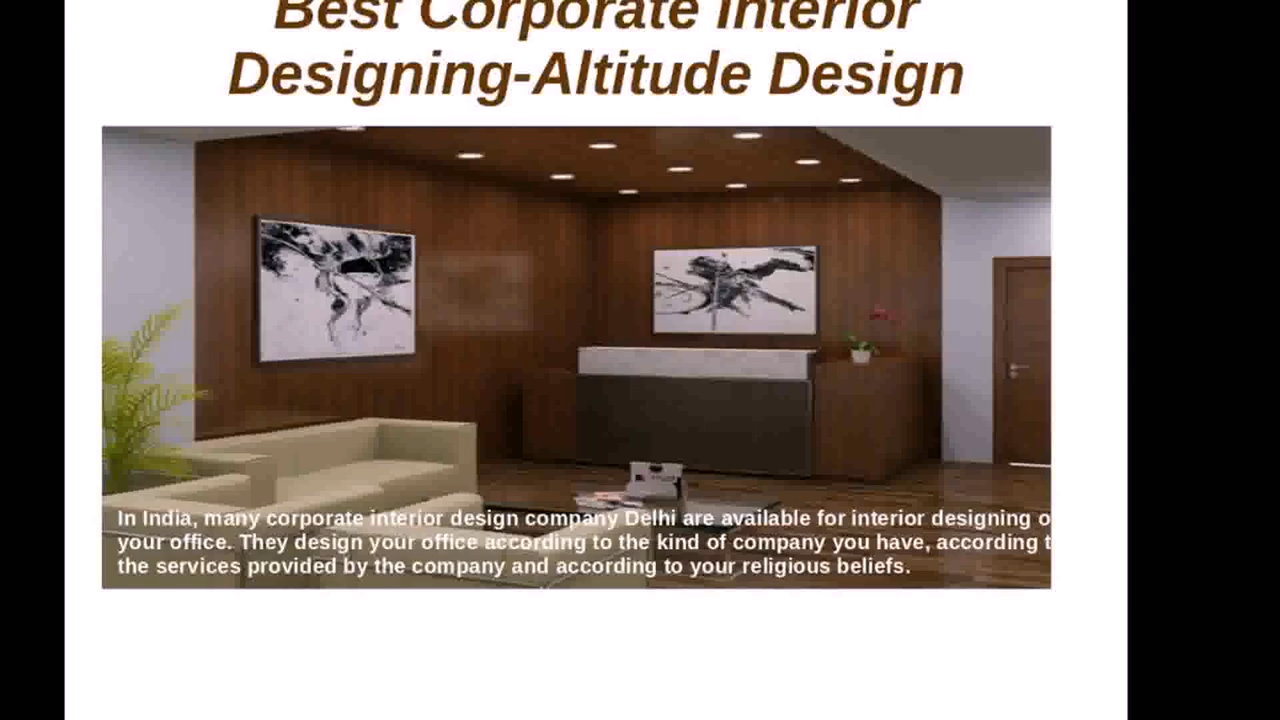 Best Corporate Interior
Designing-Altitude Design
In India, many corporate interior design company Delhi are available for interior designing o
your office. They design your office according to the kind of company you have, according t
the services provided by the company and according to your religious beliefs.